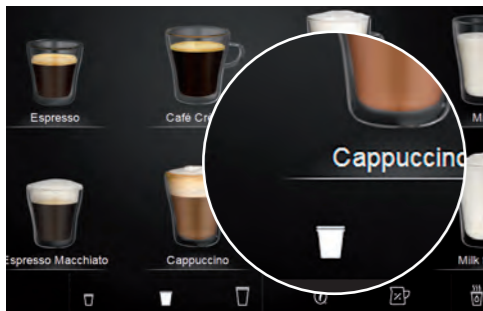 Espresso
Café Cr
M
Cappuccino
Espresso Macchiato
Cappuccino
Milk